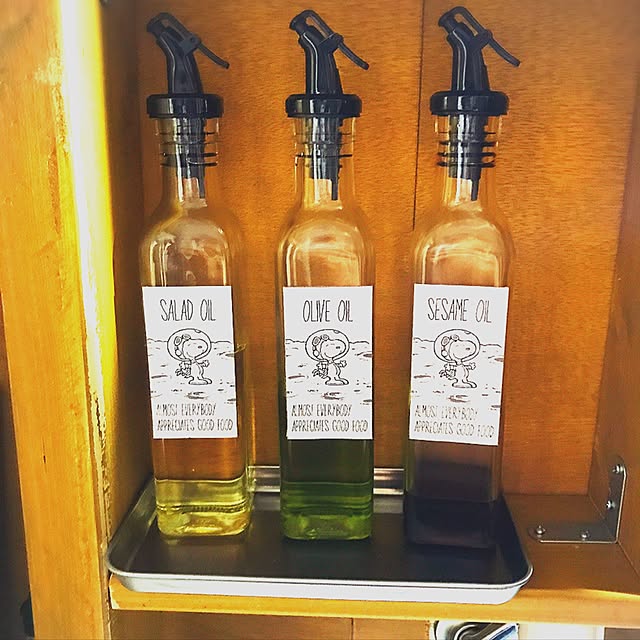 SALAD OIL
ALMOST EVERYBODY
APPRECIATES GOOD FOOD
OLIVE OIL
ALMOST EVERYBODY
APPRECIATES GOOD FOOD
SESAME OIL
ALMOST EVERYBODY
APPRECIATES GOOD FOOD